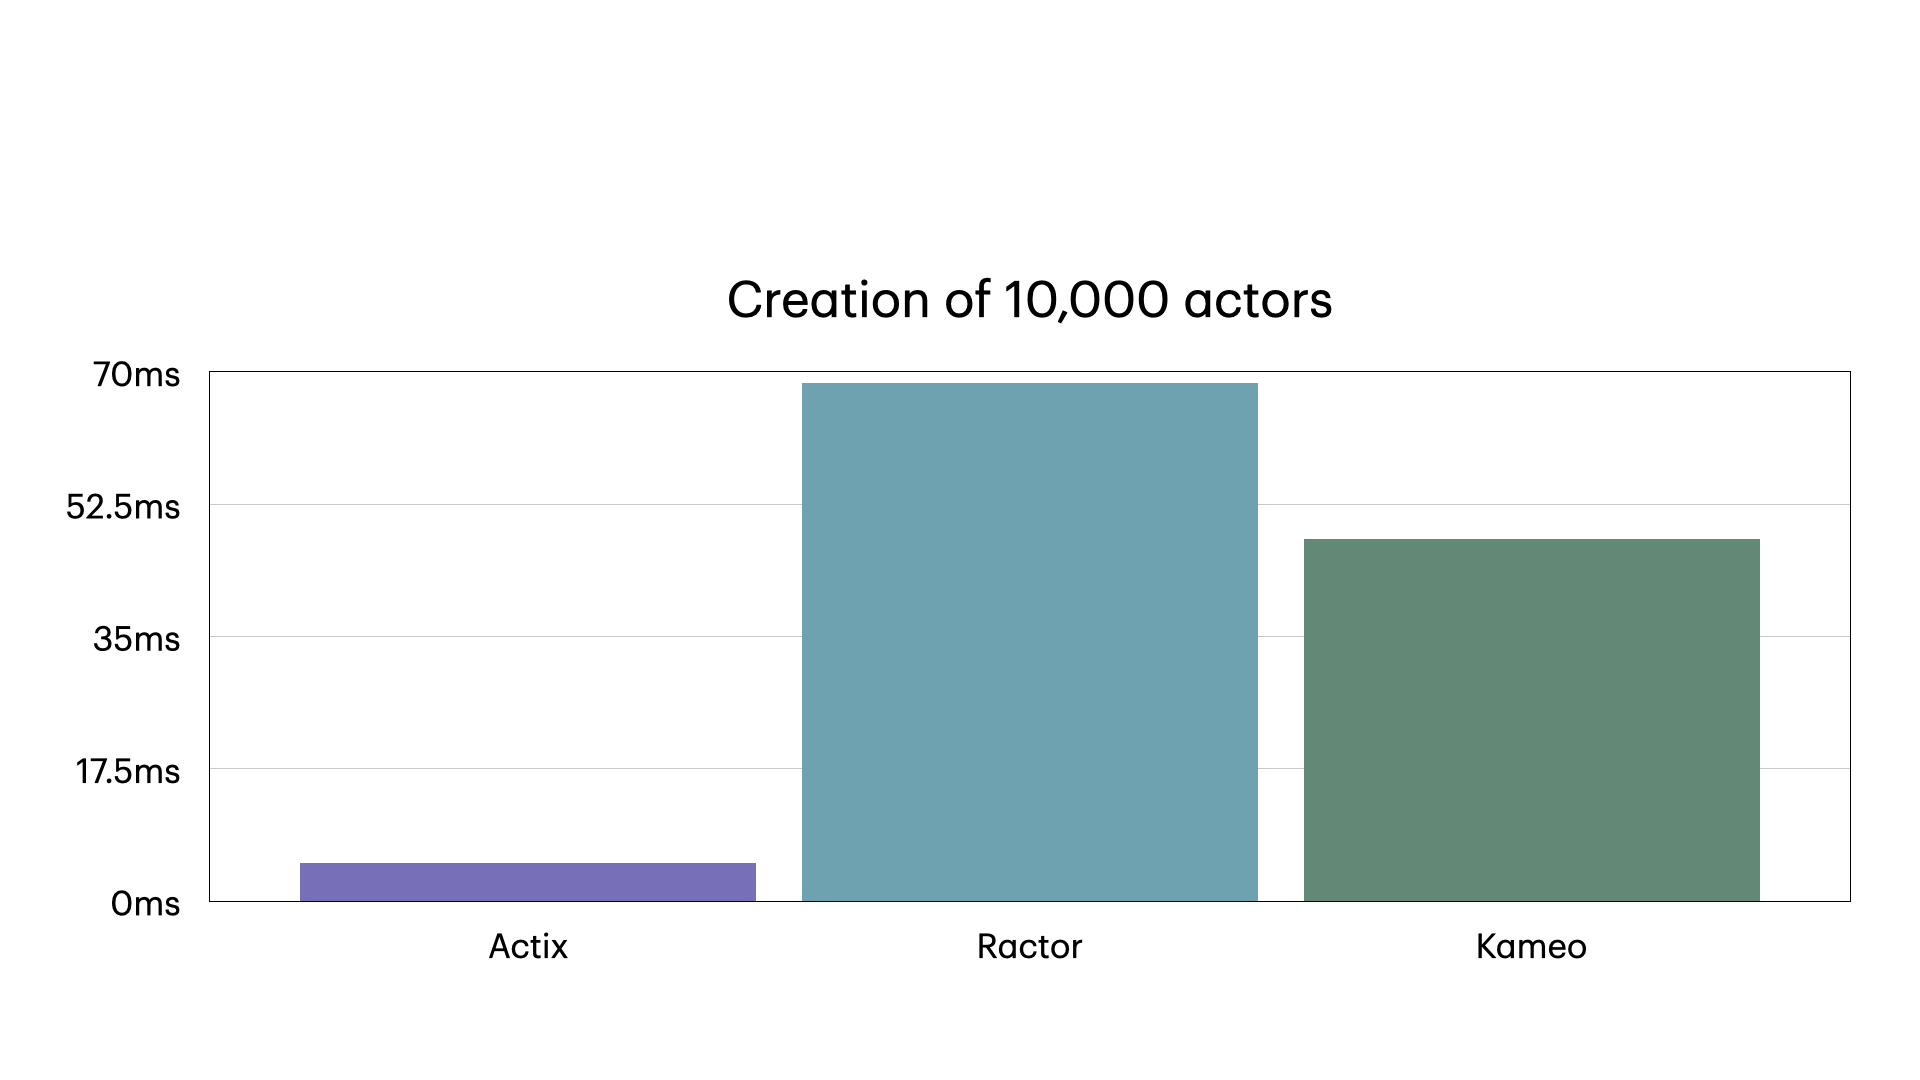 Creation of 10,000 actors
70ms
52.5ms
35ms
17.5ms
0ms
Actix
Ractor
Kameo